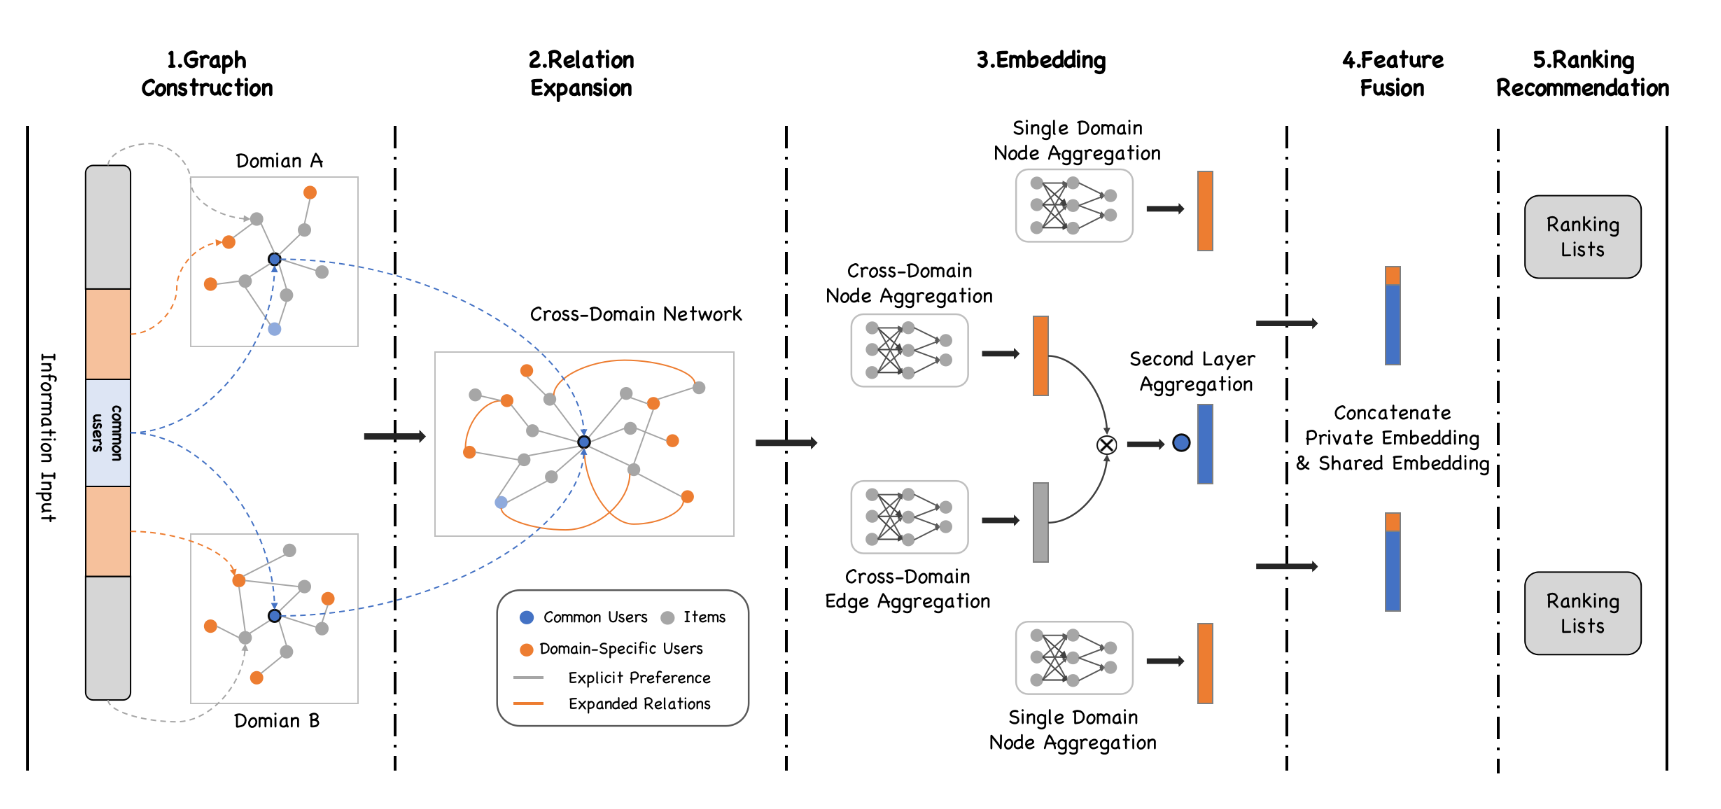 1.Graph
Construction
2.Relation
Expansion
3.Embedding
4.Feature
Fusion
5.Ranking
Recommendation
Information Input
common
users
Domian A
Domian B
Cross-Domain Network
Common Users
Items
Domain-Specific Users
Explicit Preference
Expanded Relations
Single Domain
Node Aggregation
Cross-Domain
Node Aggregation
Second Layer
Aggregation
Cross-Domain
Edge Aggregation
Single Domain
Node Aggregation
Concatenate
Private Embedding
& Shared Embedding
Ranking
Lists
Ranking
Lists